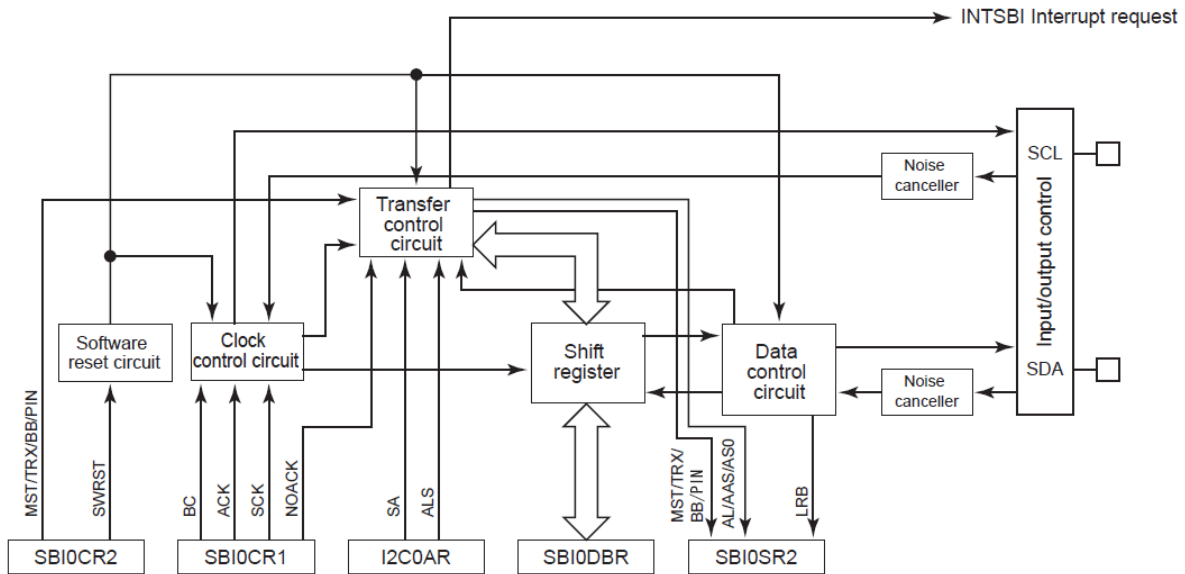 INTSBI Interrupt request
SCL
Input/output control
SDA
Noise
canceller
Transfer
control
circuit
Software
reset circuit
Clock
control circuit
Shift
register
Data
control
circuit
Noise
canceller
MST/TRX/BB/PIN
SWRST
BC
ACK
SCK
NOACK
SA
ALS
MST/TRX/
BB/PIN
AL/AAS/AS0
LRB
SBI0CR2
SBI0CR1
I2C0AR
SBI0DBR
SBI0SR2